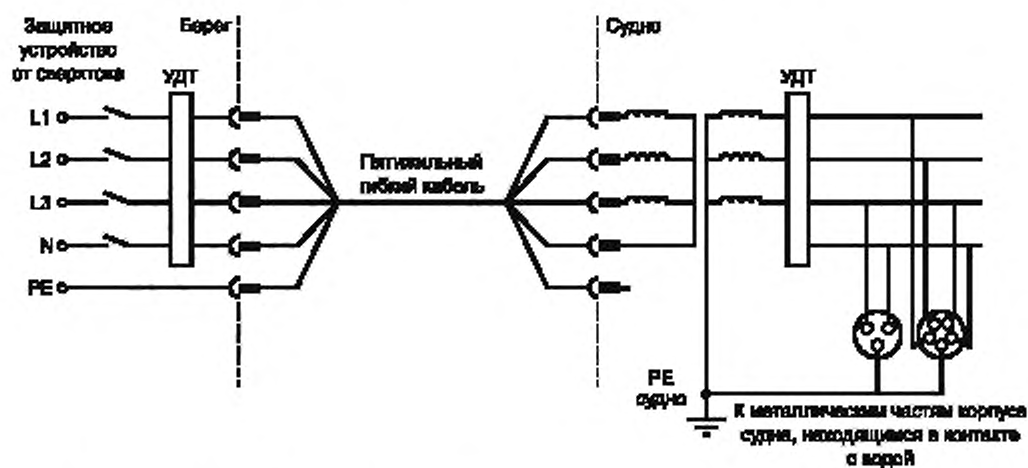 Защитное
устройство
от сверхтока
Берег
Судно
УДТ
УДТ
L1
L2
L3
N
PE
Пятижильный
гибкий кабель
PE
судна
К металлическим частям корпуса
судна, находящимся в контакте
с водой